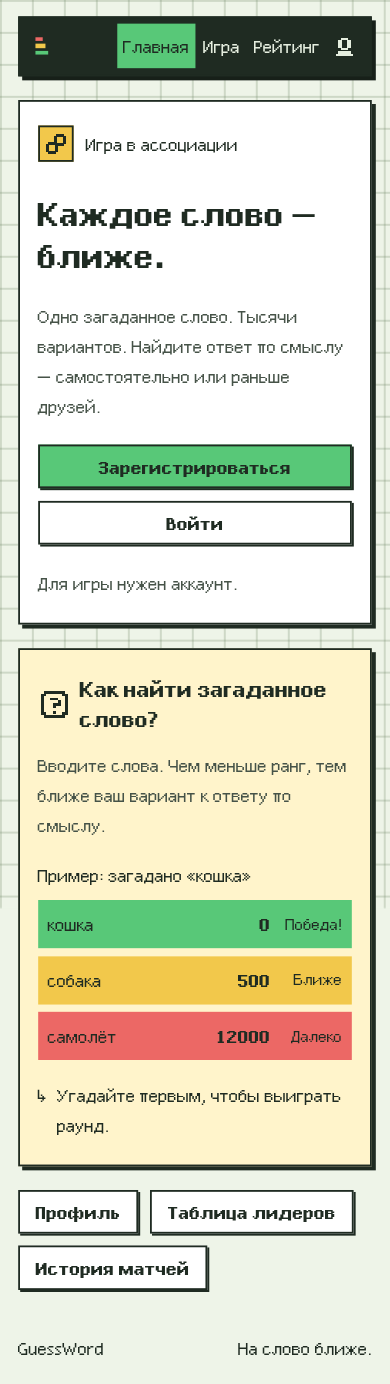 Главная Игра Рейтинг
Игра в ассоциации
Каждое слово —
ближе.
Одно загаданное слово. Тысячи
вариантов. Найдите ответ по смыслу
— самостоятельно или раньше
друзей.
Зарегистрироваться
Войти
Для игры нужен аккаунт.
Как найти загаданное
слово?
Вводите слова. Чем меньше ранг, тем
ближе ваш вариант к ответу по
смыслу.
Пример: загадано «кошка»
кошка 0 Победа!
собака 500 Ближе
самолёт 12000 Далеко
↳ Угадайте первым, чтобы выиграть
раунд.
Профиль Таблица лидеров
История матчей
GuessWord На слово ближе.